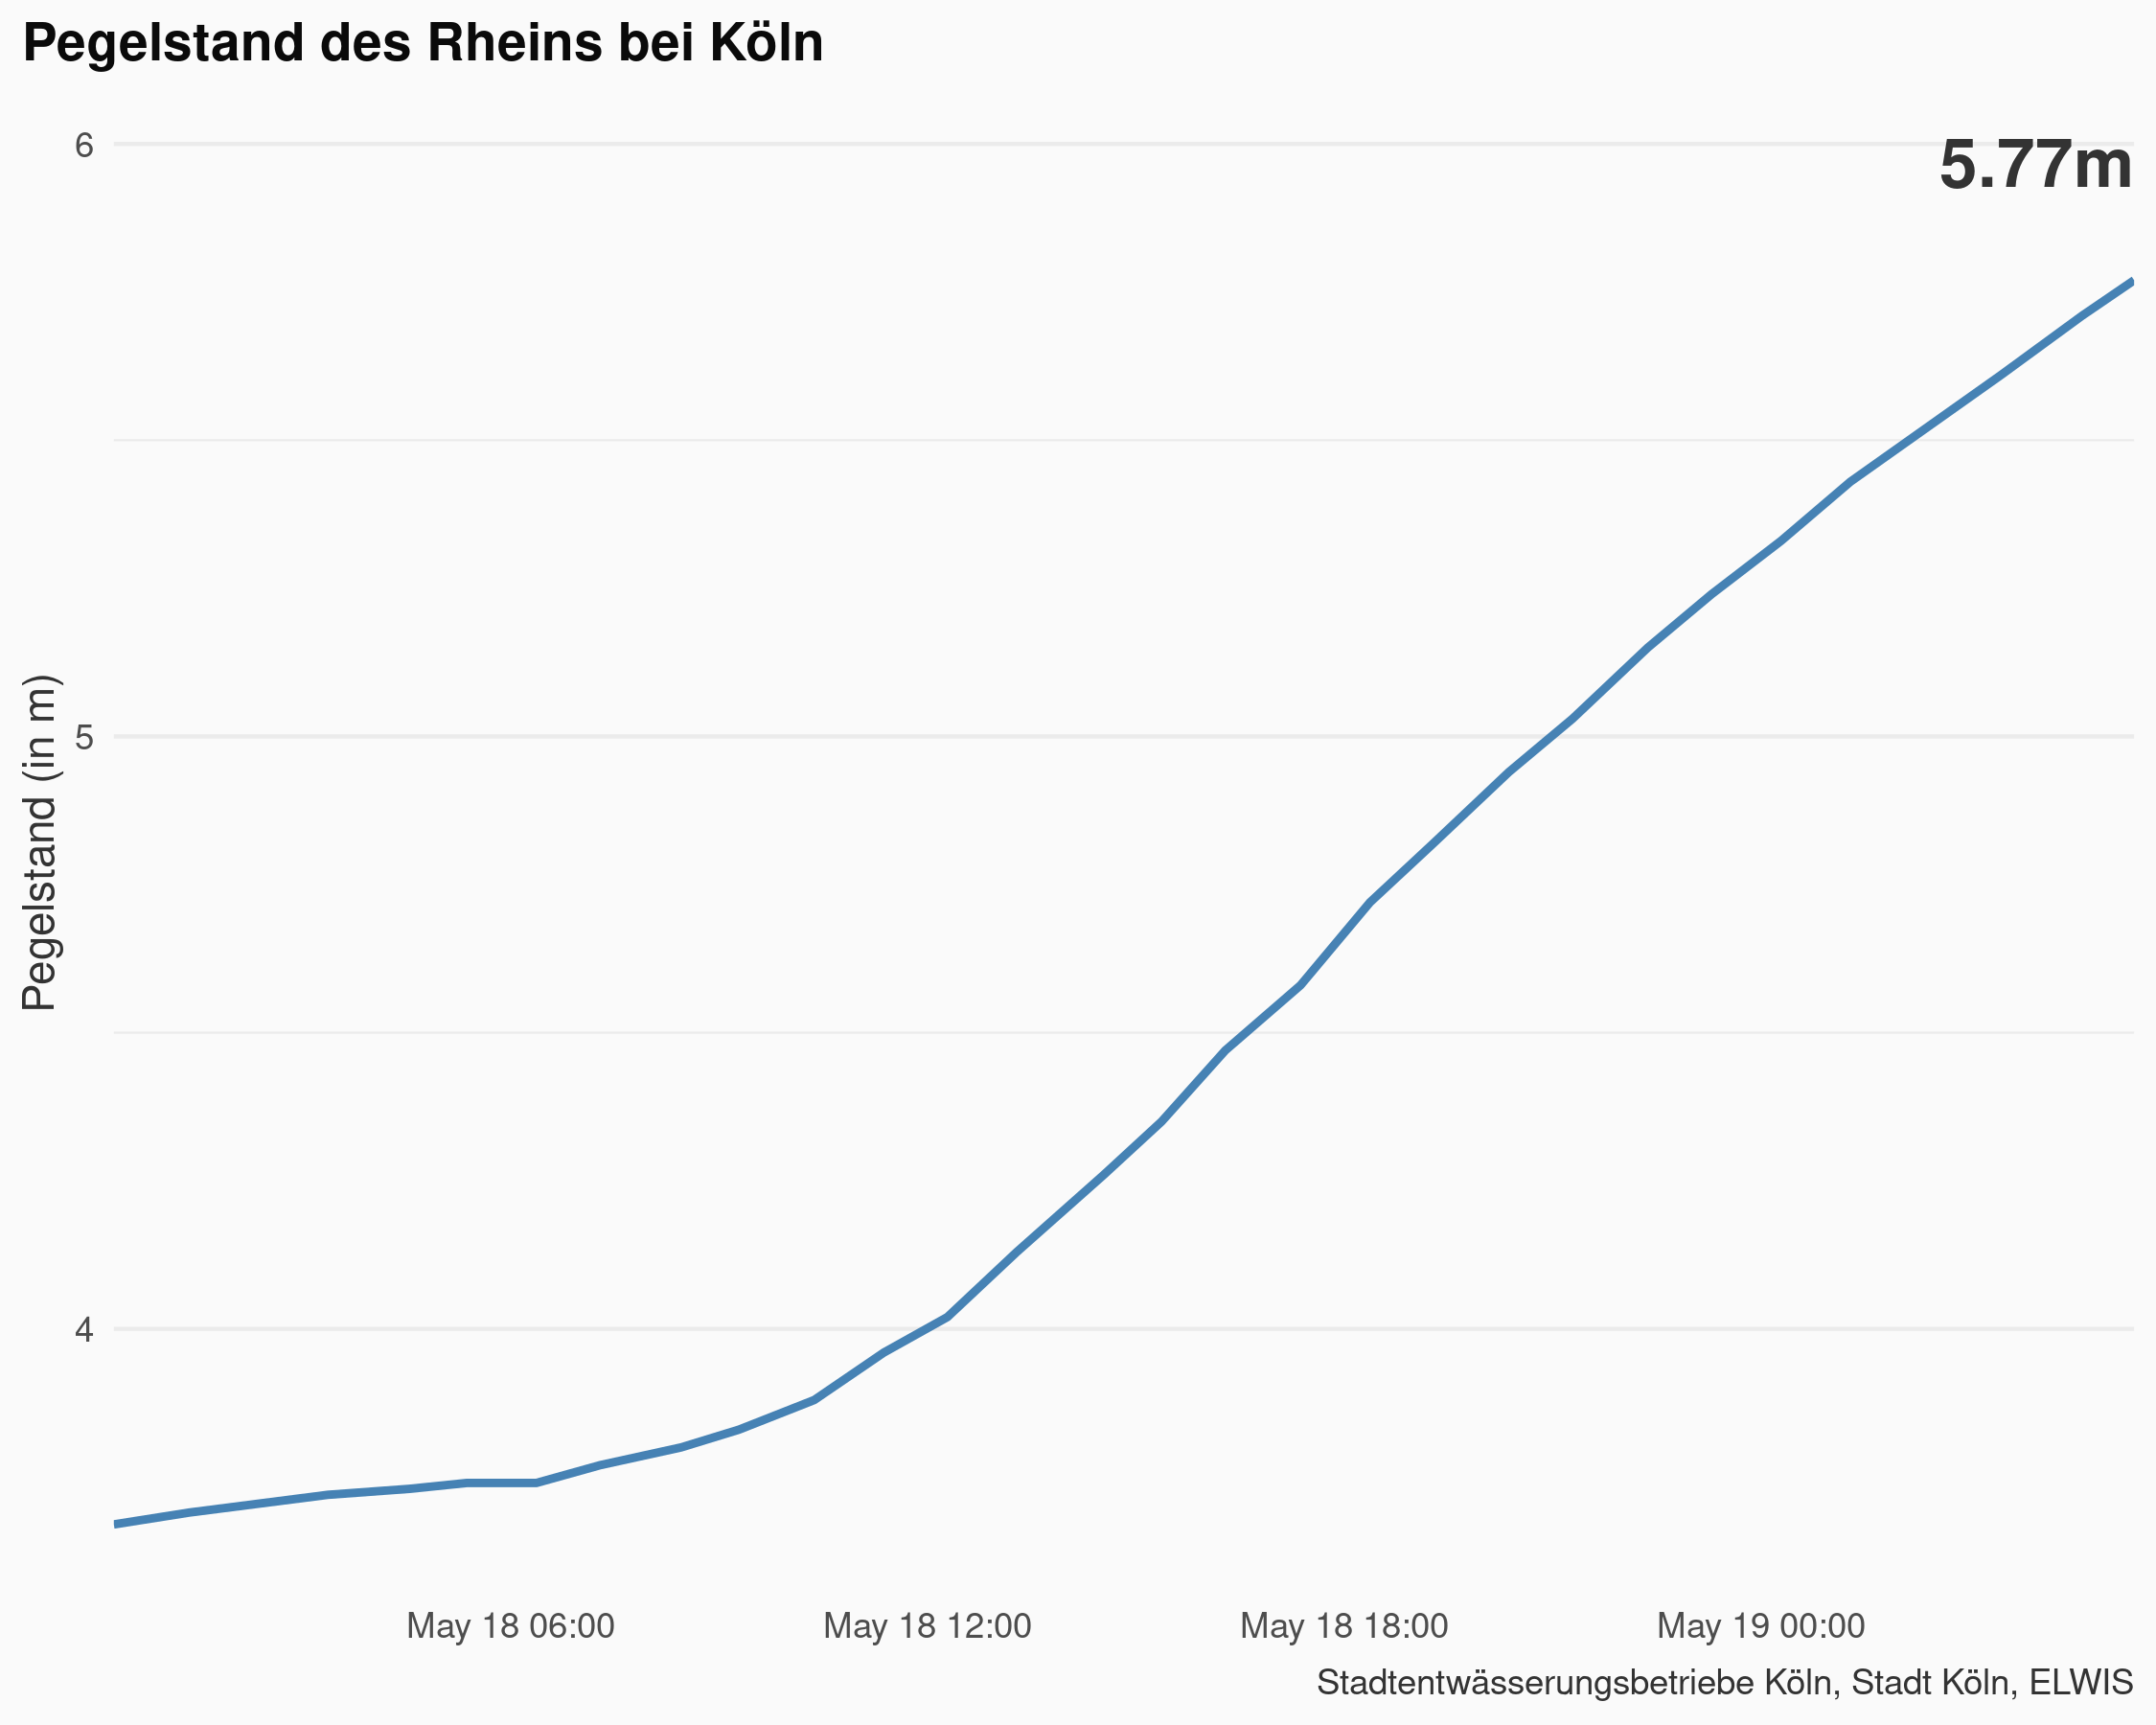 Pegelstand des Rheins bei Köln
6
5.77m
5
4
Pegelstand (in m)
May 18 06:00
May 18 12:00
May 18 18:00
May 19 00:00
Stadtentwässerungsbetriebe Köln, Stadt Köln, ELWIS